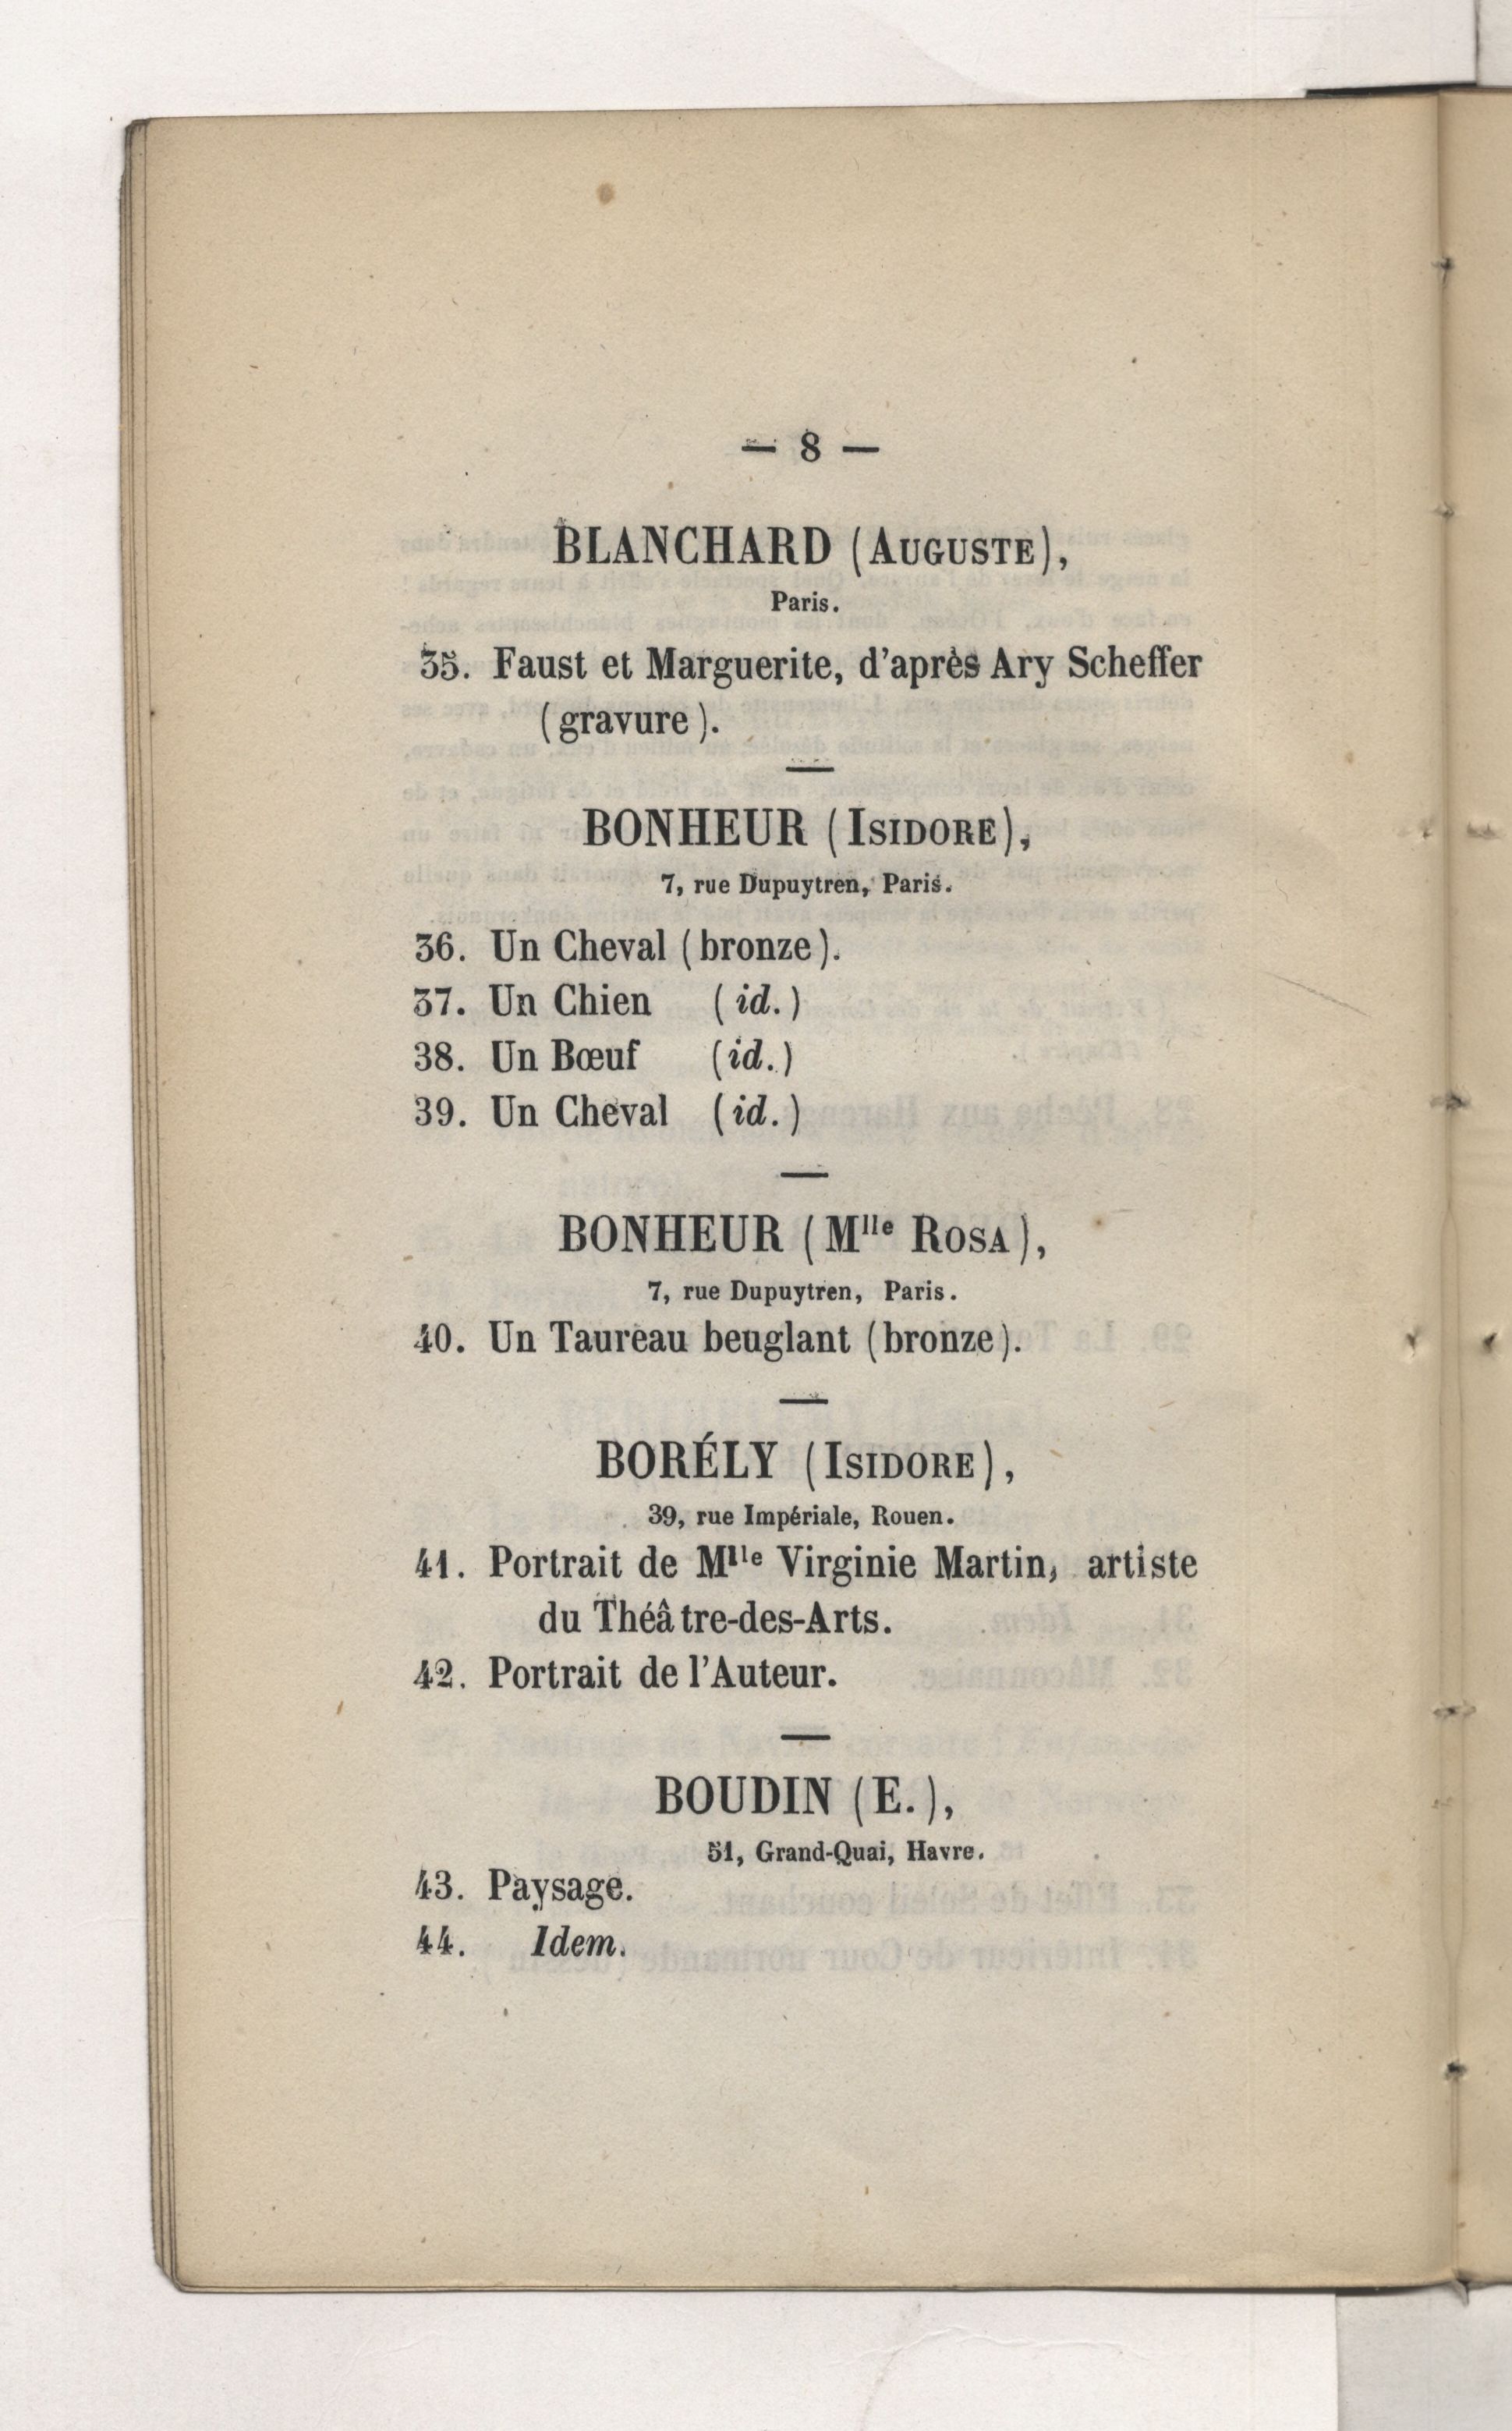 — 8 —
BLANCHARD (AUGUSTE),
Paris.
35. Faust et Marguerite, d'après Ary Scheffer
(gravure).
BONHEUR (ISIDORE),
7, rue Dupuytren, Paris.
36. Un Cheval (bronze).
37. Un Chien (id.)
38. Un Bœuf (id.)
39. Un Cheval (id.)
BONHEUR (Mlle ROSA),
7, rue Dupuytren, Paris.
40. Un Taureau beuglant (bronze).
BORÉLY (ISIDORE),
39, rue Impériale, Rouen.
41. Portrait de Mlle Virginie Martin, artiste
du Théâtre-des-Arts.
42. Portrait de l'Auteur.
BOUDIN (E.),
51, Grand-Quai, Havre.
43. Paysage.
44. Idem.